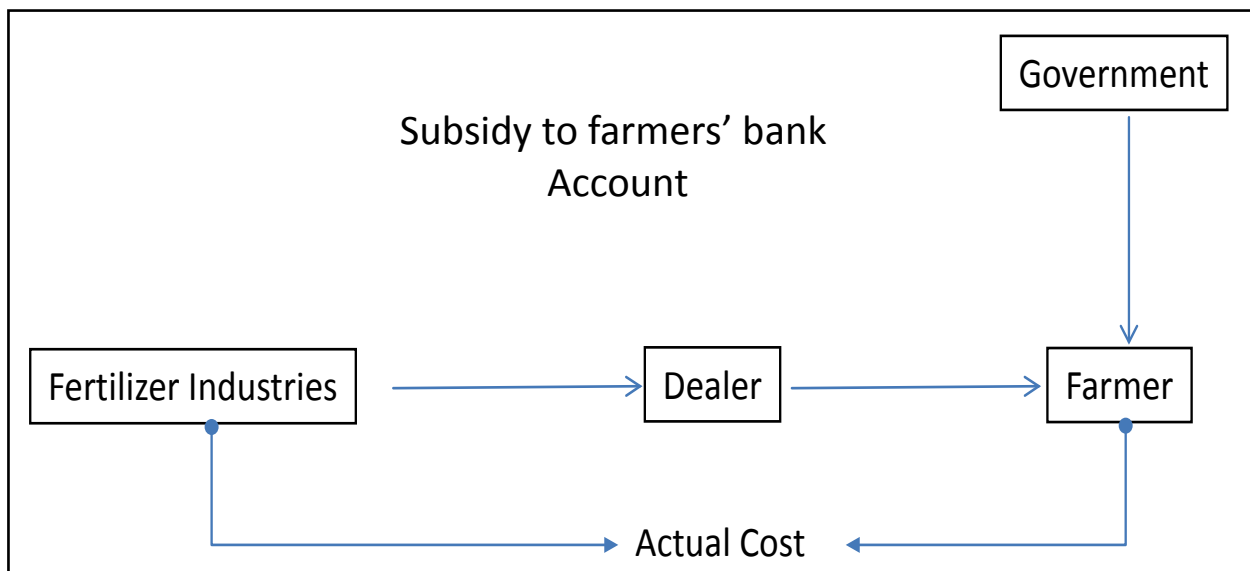 Government
Subsidy to farmers’ bank
Account
Fertilizer Industries
Dealer
Farmer
Actual Cost